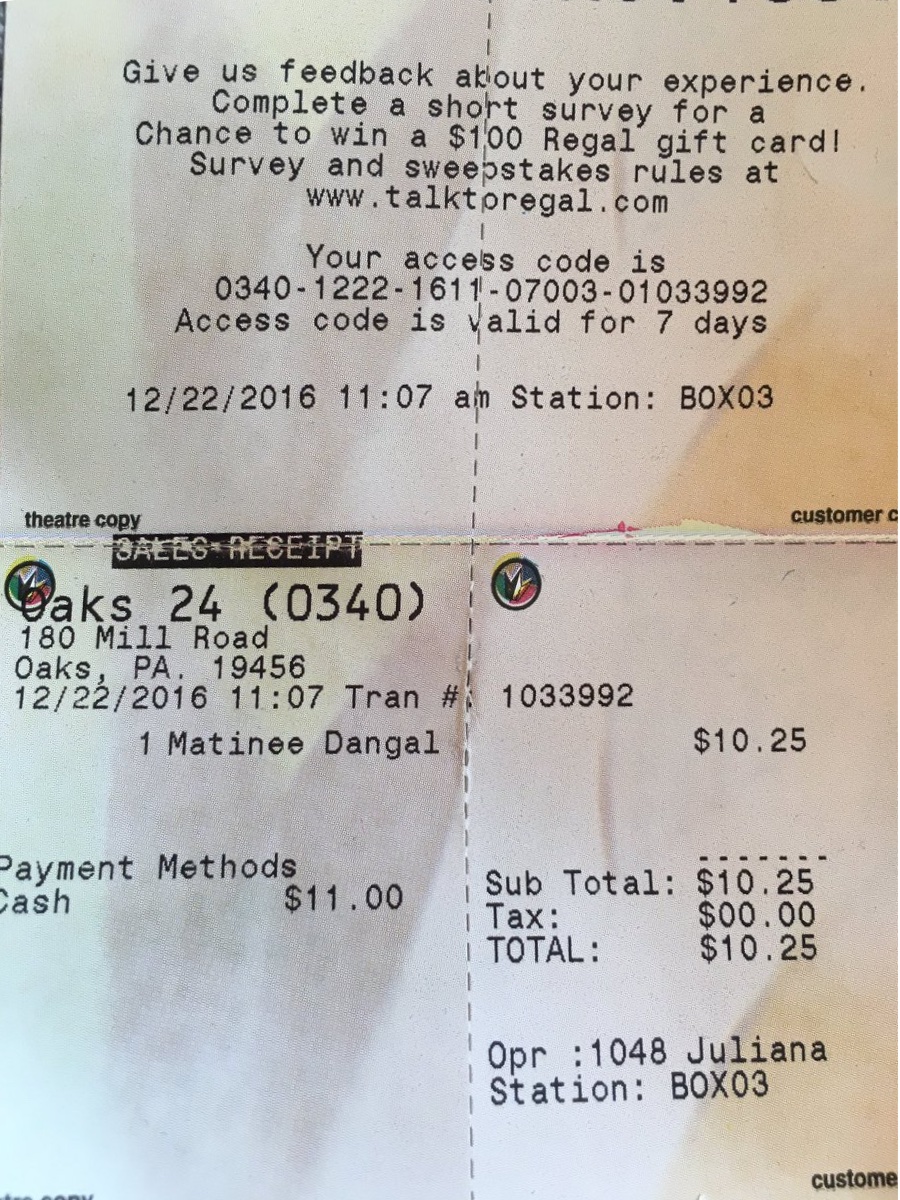 Give us feedback about your experience.
Complete a short survey for a
Chance to win a $100 Regal gift card!
Survey and sweepstakes rules at
www.talktoregal.com
Your access code is
0340-1222-1611-07003-01033992
Access code is valid for 7 days
12/22/2016 11:07 am Station: BOX03
theatre copy
customer c
SALES RECEIPT
Oaks 24 (0340)
180 Mill Road
Oaks, PA. 19456
12/22/2016 11:07 Tran #: 1033992
1 Matinee Dangal $10.25
Payment Methods
Cash $11.00
Sub Total: $10.25
Tax: $00.00
TOTAL: $10.25
Opr :1048 Juliana
Station: BOX03
custome